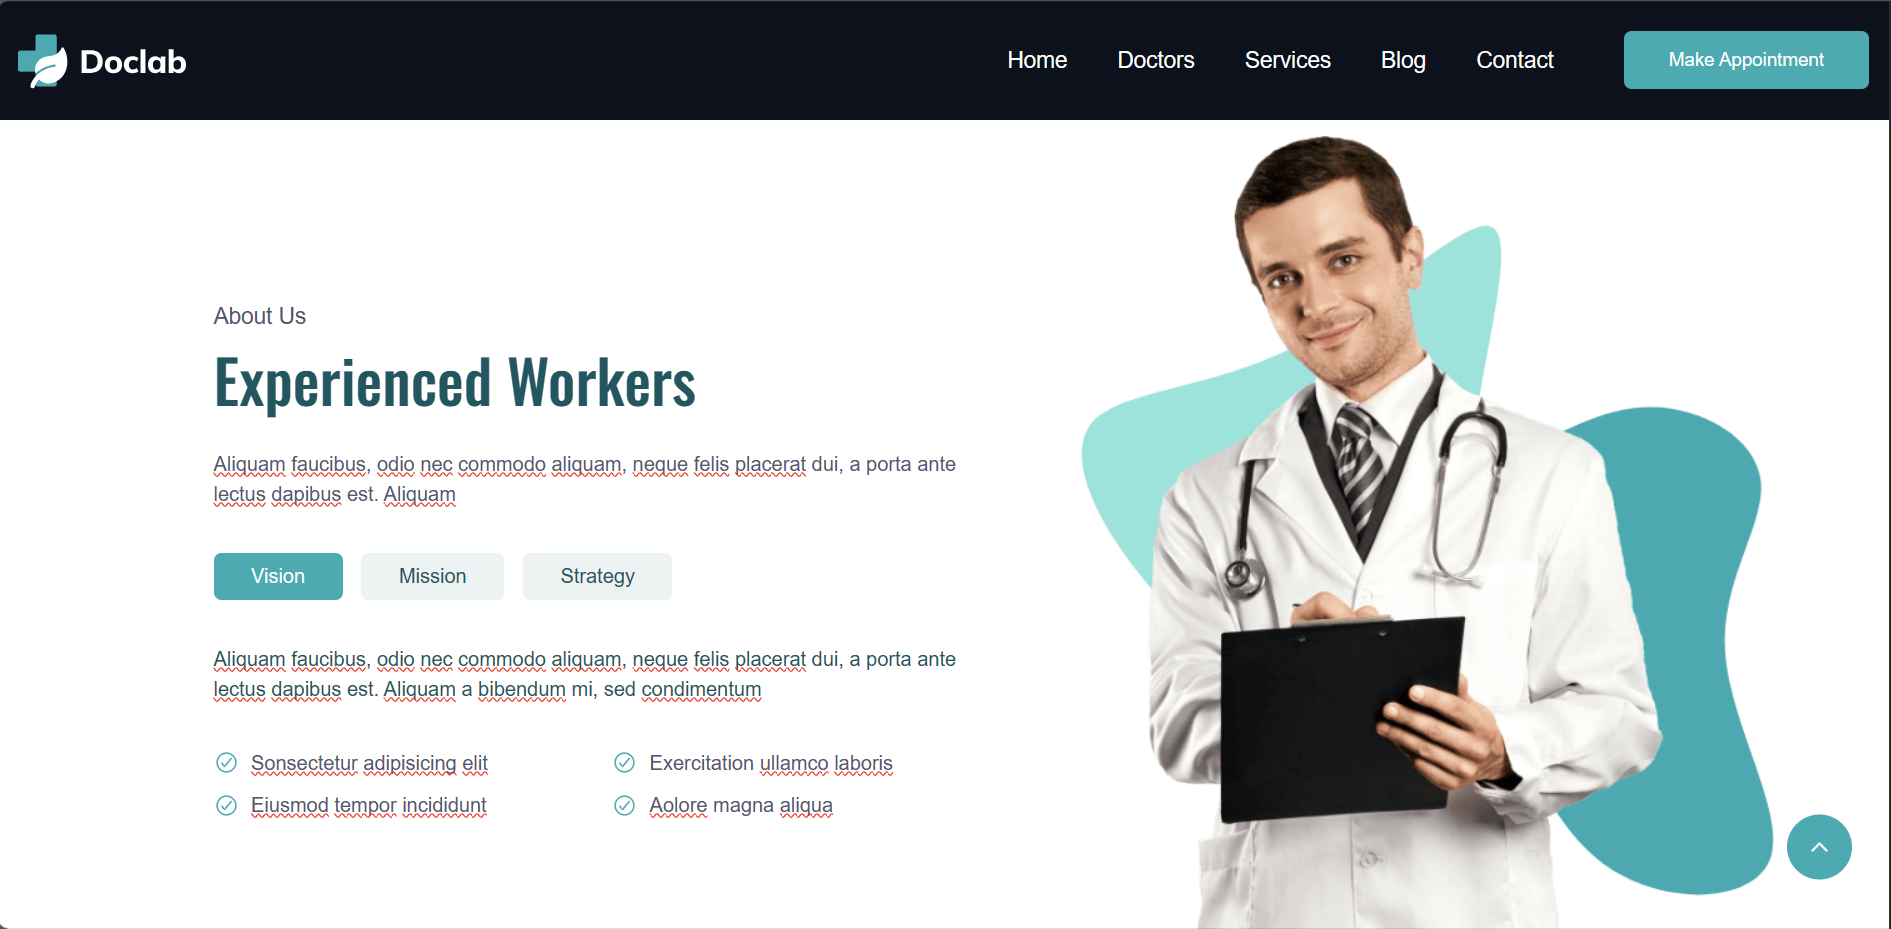 Doclab
Home Doctors Services Blog Contact Make Appointment
About Us
Experienced Workers
Aliquam faucibus, odio nec commodo aliquam, neque felis placerat dui, a porta ante
lectus dapibus est. Aliquam
Vision Mission Strategy
Aliquam faucibus, odio nec commodo aliquam, neque felis placerat dui, a porta ante
lectus dapibus est. Aliquam a bibendum mi, sed condimentum
Sonsectetur adipisicing elit
Exercitation ullamco laboris
Eiusmod tempor incididunt
Aolore magna aliqua